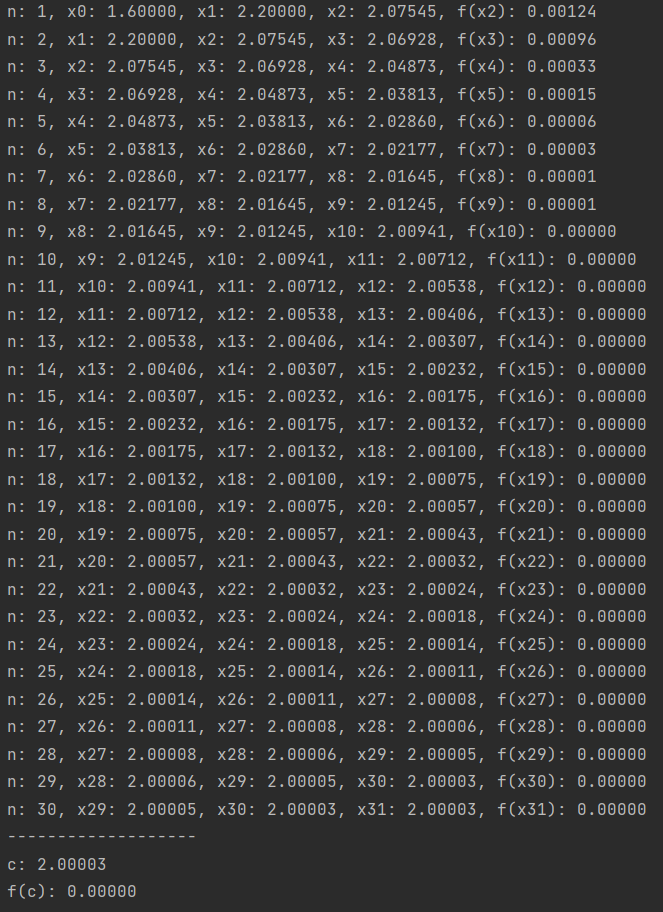 n: 1, x0: 1.60000, x1: 2.20000, x2: 2.07545, f(x2): 0.00124
n: 2, x1: 2.20000, x2: 2.07545, x3: 2.06928, f(x3): 0.00096
n: 3, x2: 2.07545, x3: 2.06928, x4: 2.04873, f(x4): 0.00033
n: 4, x3: 2.06928, x4: 2.04873, x5: 2.03813, f(x5): 0.00015
n: 5, x4: 2.04873, x5: 2.03813, x6: 2.02860, f(x6): 0.00006
n: 6, x5: 2.03813, x6: 2.02860, x7: 2.02177, f(x7): 0.00003
n: 7, x6: 2.02860, x7: 2.02177, x8: 2.01645, f(x8): 0.00001
n: 8, x7: 2.02177, x8: 2.01645, x9: 2.01245, f(x9): 0.00001
n: 9, x8: 2.01645, x9: 2.01245, x10: 2.00941, f(x10): 0.00000
n: 10, x9: 2.01245, x10: 2.00941, x11: 2.00712, f(x11): 0.00000
n: 11, x10: 2.00941, x11: 2.00712, x12: 2.00538, f(x12): 0.00000
n: 12, x11: 2.00712, x12: 2.00538, x13: 2.00406, f(x13): 0.00000
n: 13, x12: 2.00538, x13: 2.00406, x14: 2.00307, f(x14): 0.00000
n: 14, x13: 2.00406, x14: 2.00307, x15: 2.00232, f(x15): 0.00000
n: 15, x14: 2.00307, x15: 2.00232, x16: 2.00175, f(x16): 0.00000
n: 16, x15: 2.00232, x16: 2.00175, x17: 2.00132, f(x17): 0.00000
n: 17, x16: 2.00175, x17: 2.00132, x18: 2.00100, f(x18): 0.00000
n: 18, x17: 2.00132, x18: 2.00100, x19: 2.00075, f(x19): 0.00000
n: 19, x18: 2.00100, x19: 2.00075, x20: 2.00057, f(x20): 0.00000
n: 20, x19: 2.00075, x20: 2.00057, x21: 2.00043, f(x21): 0.00000
n: 21, x20: 2.00057, x21: 2.00043, x22: 2.00032, f(x22): 0.00000
n: 22, x21: 2.00043, x22: 2.00032, x23: 2.00024, f(x23): 0.00000
n: 23, x22: 2.00032, x23: 2.00024, x24: 2.00018, f(x24): 0.00000
n: 24, x23: 2.00024, x24: 2.00018, x25: 2.00014, f(x25): 0.00000
n: 25, x24: 2.00018, x25: 2.00014, x26: 2.00011, f(x26): 0.00000
n: 26, x25: 2.00014, x26: 2.00011, x27: 2.00008, f(x27): 0.00000
n: 27, x26: 2.00011, x27: 2.00008, x28: 2.00006, f(x28): 0.00000
n: 28, x27: 2.00008, x28: 2.00006, x29: 2.00005, f(x29): 0.00000
n: 29, x28: 2.00006, x29: 2.00005, x30: 2.00003, f(x30): 0.00000
n: 30, x29: 2.00005, x30: 2.00003, x31: 2.00003, f(x31): 0.00000
-------------------
c: 2.00003
f(c): 0.00000